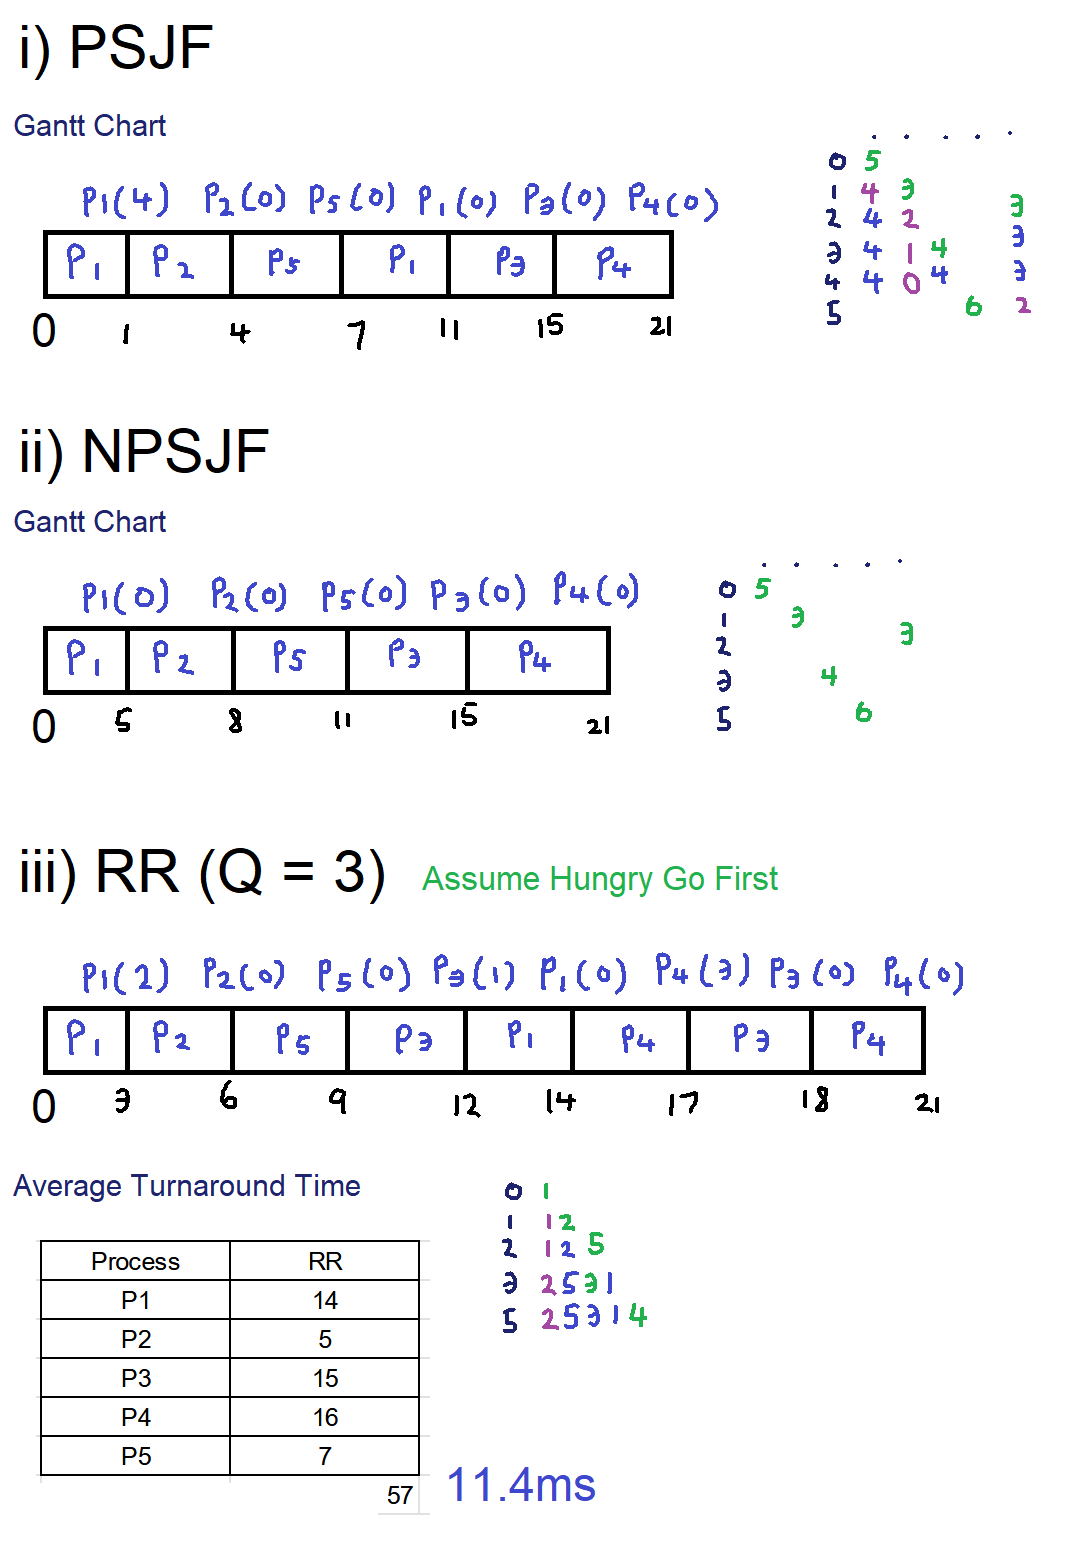 i) PSJF
Gantt Chart
P1(4) P2(0) P5(0) P1(0) P3(0) P4(0)
P1 P2 P5 P1 P3 P4
0 1 4 7 11 15 21
0 5
1 4 3
2 4 2 3
3 4 1 4 3
4 4 0 4 3
5 6 2
ii) NPSJF
Gantt Chart
P1(0) P2(0) P5(0) P3(0) P4(0)
P1 P2 P5 P3 P4
0 5 8 11 15 21
0 5
1 3
2 3
3 4
5 6
iii) RR (Q = 3) Assume Hungry Go First
P1(2) P2(0) P5(0) P3(1) P1(0) P4(3) P3(0) P4(0)
P1 P2 P5 P3 P1 P4 P3 P4
0 3 6 9 12 14 17 18 21
Average Turnaround Time
Process RR
P1 14
P2 5
P3 15
P4 16
P5 7
57 11.4ms
0 1
1 1 2
2 1 2 5
3 2 5 3 1
5 2 5 3 1 4